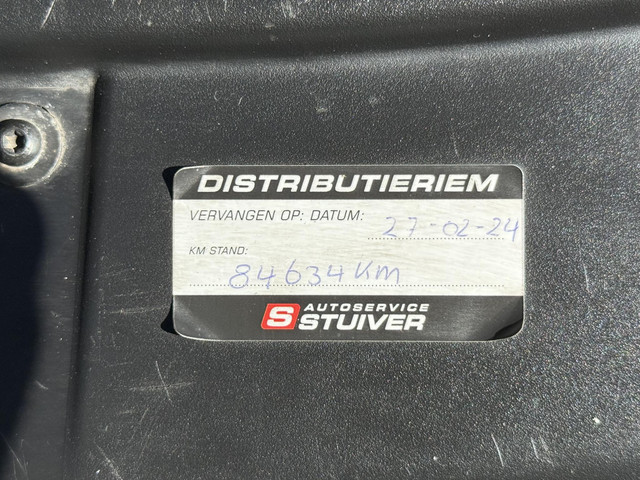 DISTRIBUTIERIEM
VERVANGEN OP: DATUM: 27-02-24
KM STAND:
84634 KM
S AUTOSERVICE
STUIVER